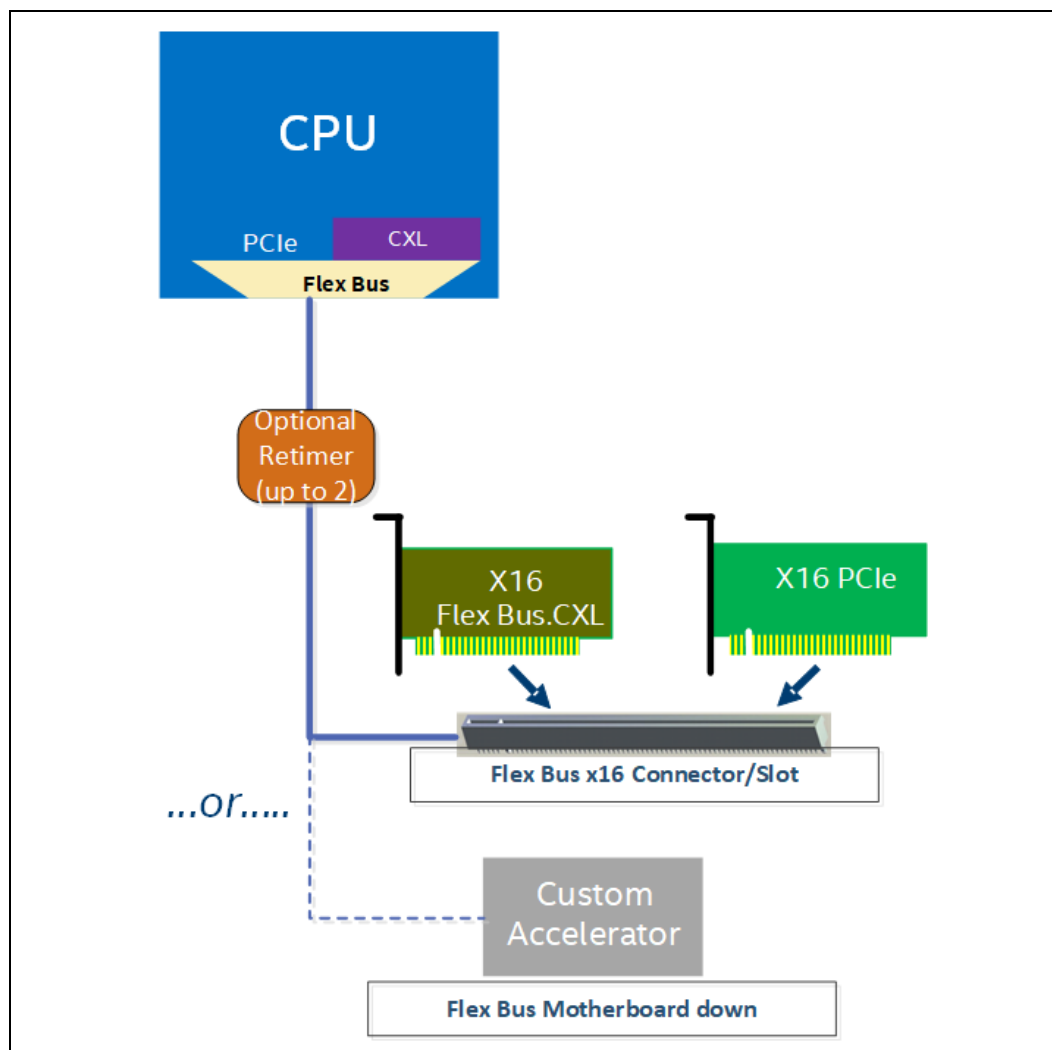 CPU
PCIe
CXL
Flex Bus
Optional
Retimer
(up to 2)
X16
Flex Bus.CXL
X16 PCIe
Flex Bus x16 Connector/Slot
...or.....
Custom
Accelerator
Flex Bus Motherboard down